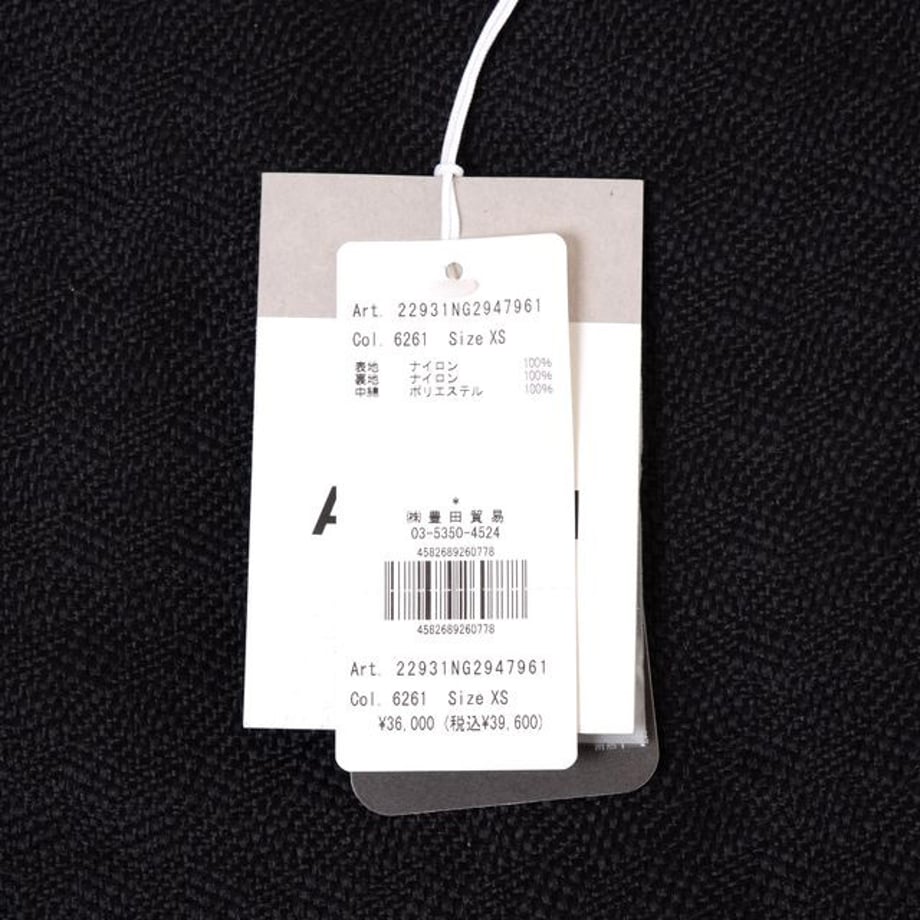 Art. 22931NG2947961
Col. 6261 Size XS
表地 ナイロン 100%
裏地 ナイロン 100%
中綿 ポリエステル 100%
A
*
㈱ 豊田貿易
03-5350-4524
4582689260778
4582689260778
Art. 22931NG2947961
Col. 6261 Size XS
¥36,000 (税込¥39,600)